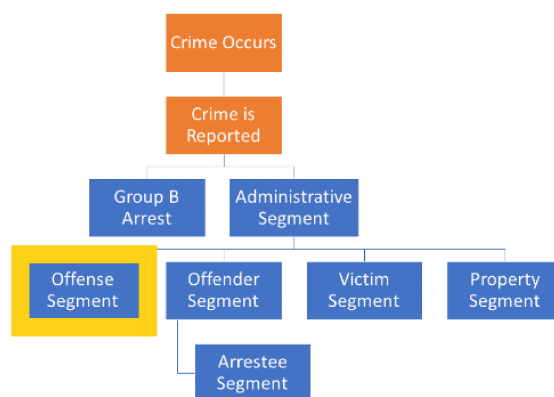 Crime Occurs
Crime is
Reported
Group B
Arrest
Administrative
Segment
Offense
Segment
Offender
Segment
Victim
Segment
Property
Segment
Arrestee
Segment